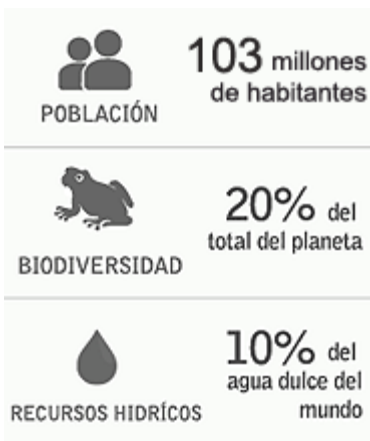 103 millones
de habitantes
POBLACIÓN
20% del
total del planeta
BIODIVERSIDAD
10% del
agua dulce del
mundo
RECURSOS HIDRÍCOS